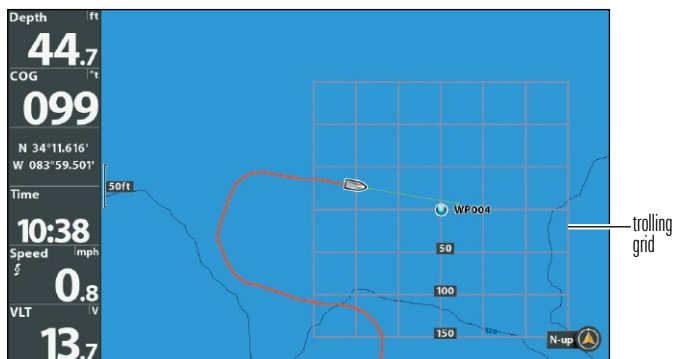 Depth ft
44.7
COG °t
099
N 34°11.616'
W 083°59.501'
Time
10:38
Speed mph
0.8
VLT V
13.7
50ft
WP004
50
100
150
N-up
trolling
grid